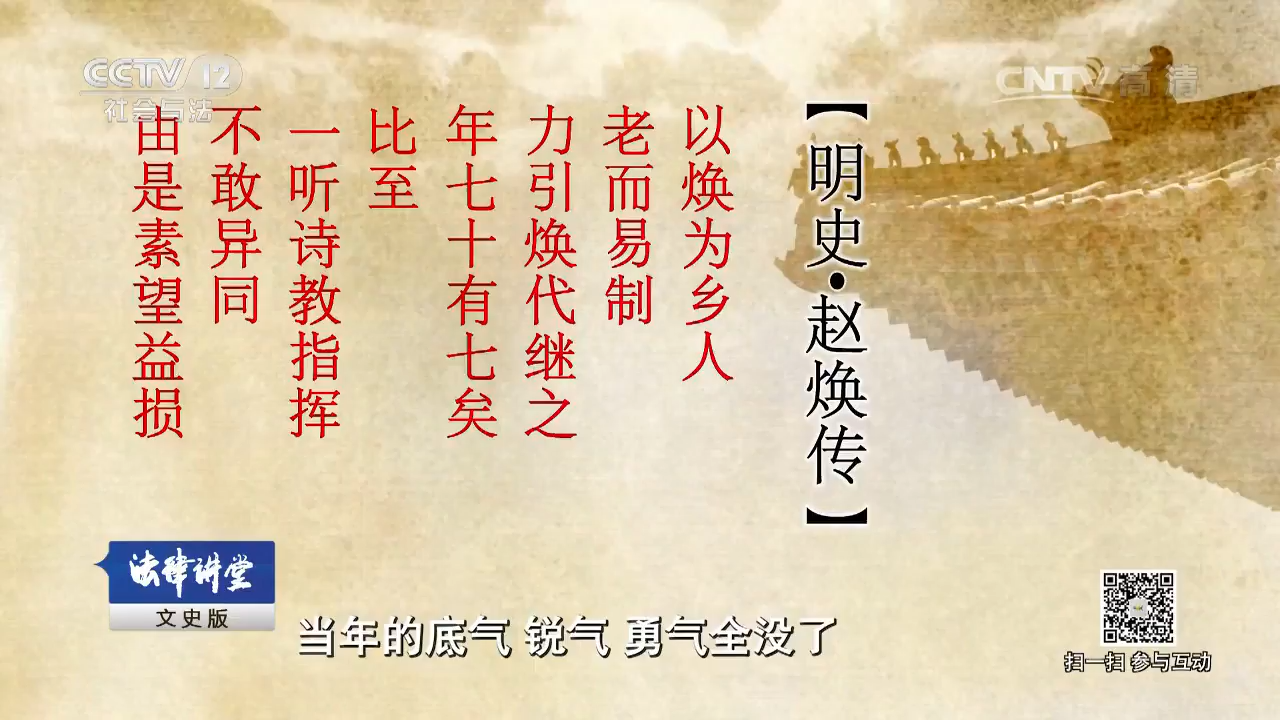 CCTV 12
社会与法
CNTV 高清
【明史·赵焕传】
以焕为乡人
老而易制
力引焕代继之
年七十有七矣
比至
一听诗教指挥
不敢异同
由是素望益损
法律讲堂
文史版
当年的底气 锐气 勇气全没了
扫一扫 参与互动